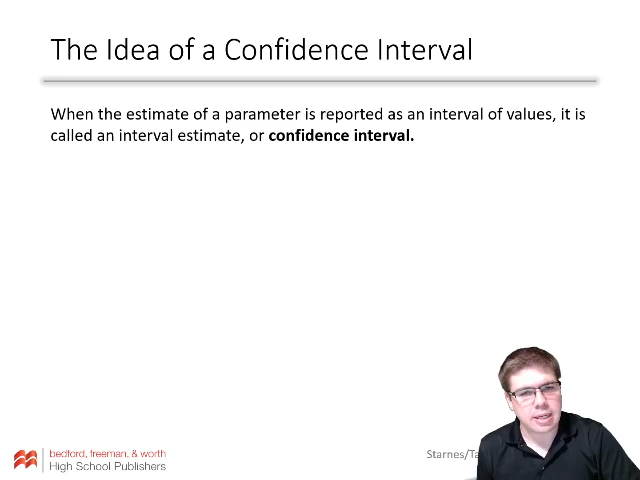 The Idea of a Confidence Interval
When the estimate of a parameter is reported as an interval of values, it is
called an interval estimate, or confidence interval.
bedford, freeman, & worth
High School Publishers